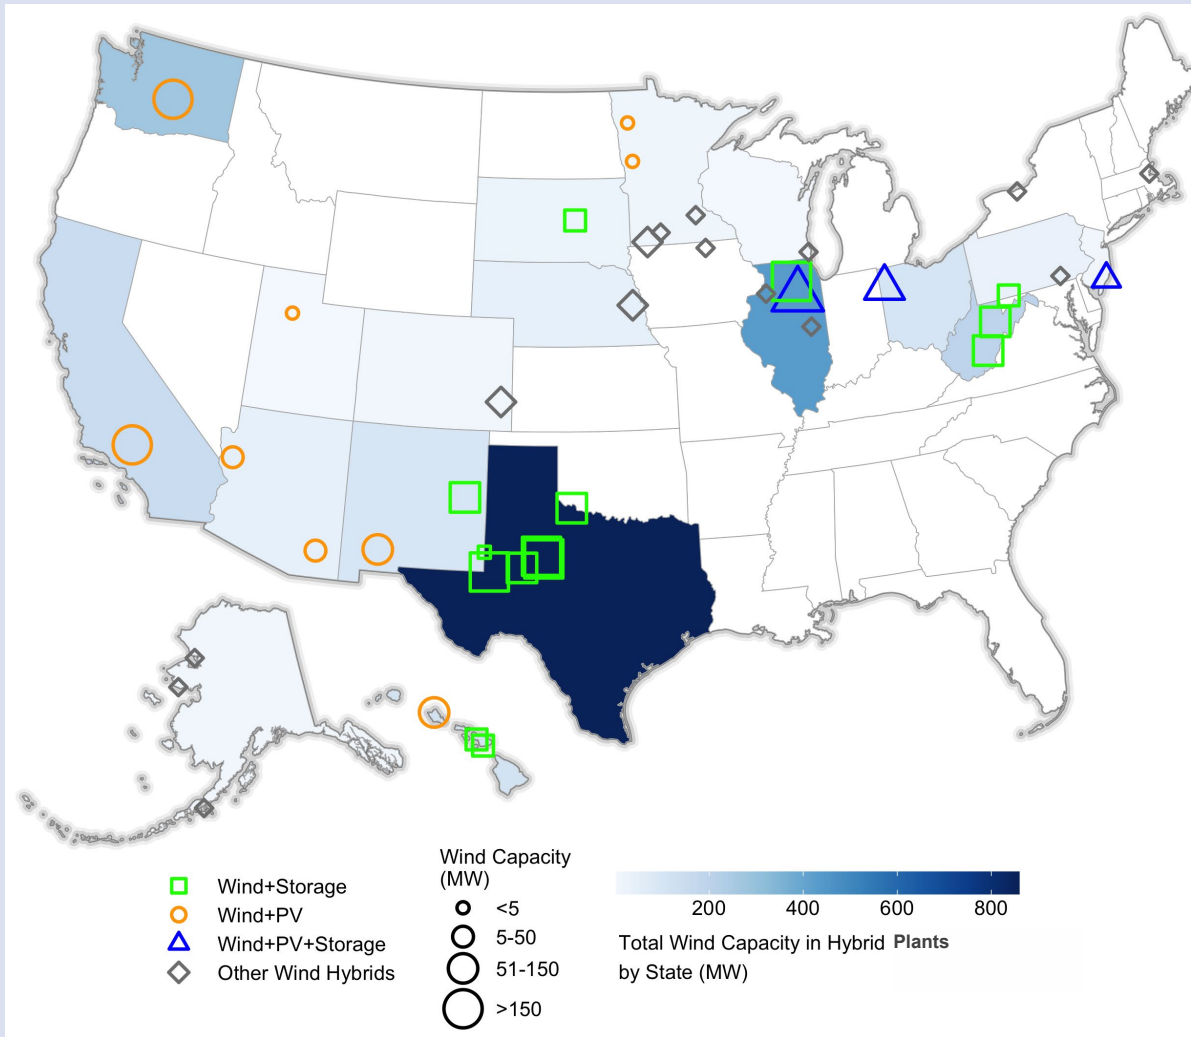 Wind+Storage
Wind+PV
Wind+PV+Storage
Other Wind Hybrids
Wind Capacity
(MW)
<5
5-50
51-150
>150
200 400 600 800
Total Wind Capacity in Hybrid Plants
by State (MW)